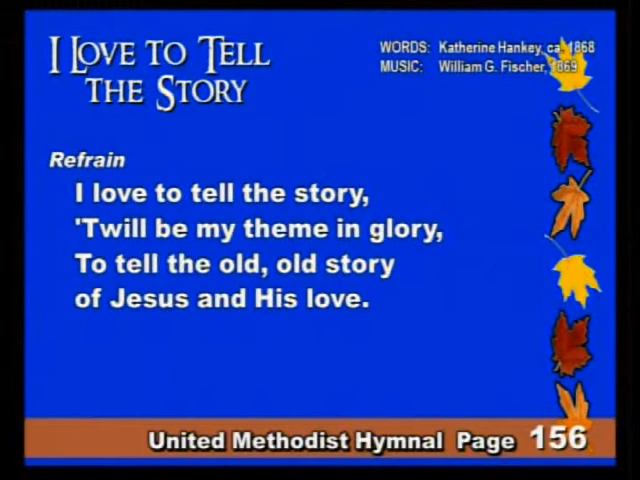 I LOVE TO TELL
THE STORY
WORDS: Katherine Hankey, ca. 1868
MUSIC: William G. Fischer, 1869
Refrain
I love to tell the story,
'Twill be my theme in glory,
To tell the old, old story
of Jesus and His love.
United Methodist Hymnal Page 156